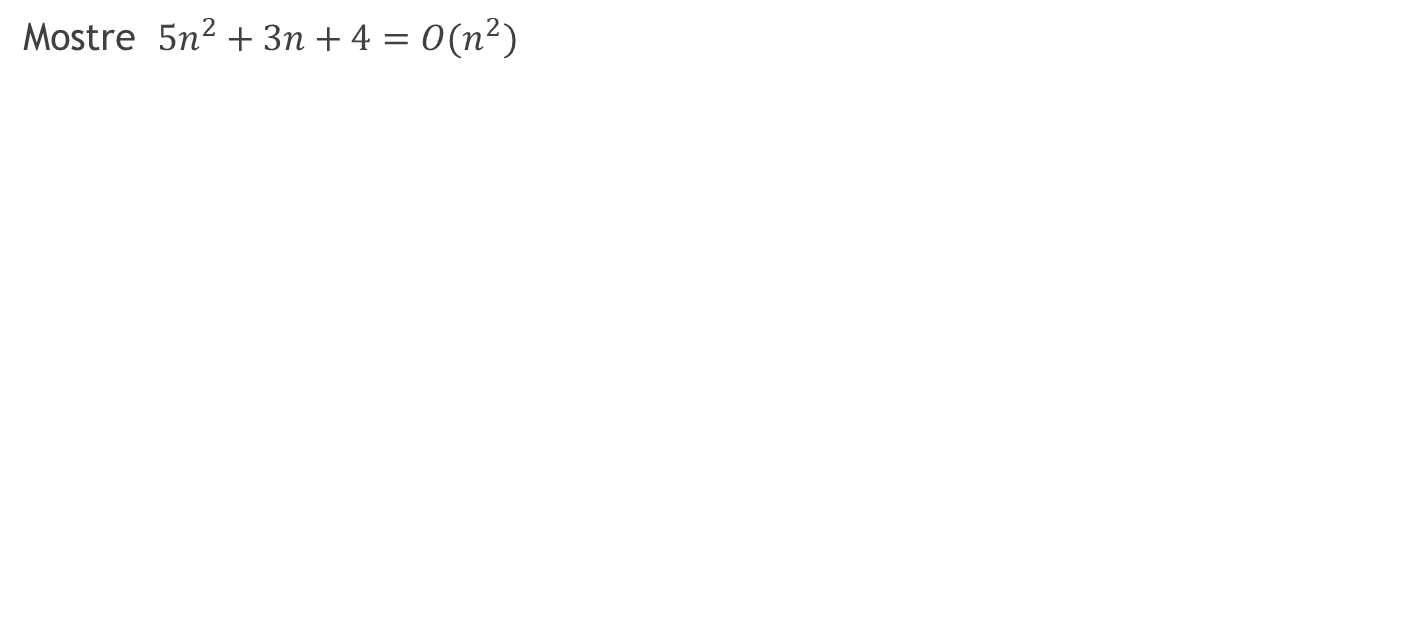 Mostre 5n² + 3n + 4 = O(n²)